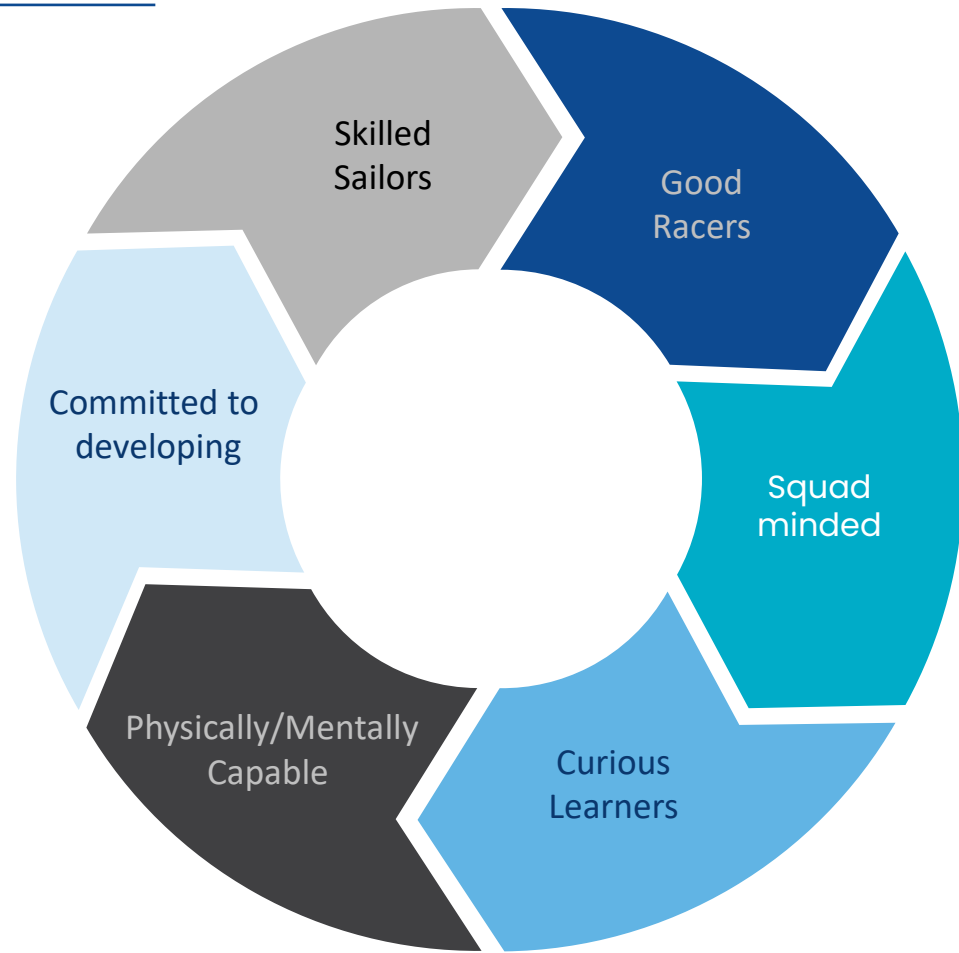 Skilled
Sailors
Good
Racers
Squad
minded
Curious
Learners
Physically/Mentally
Capable
Committed to
developing